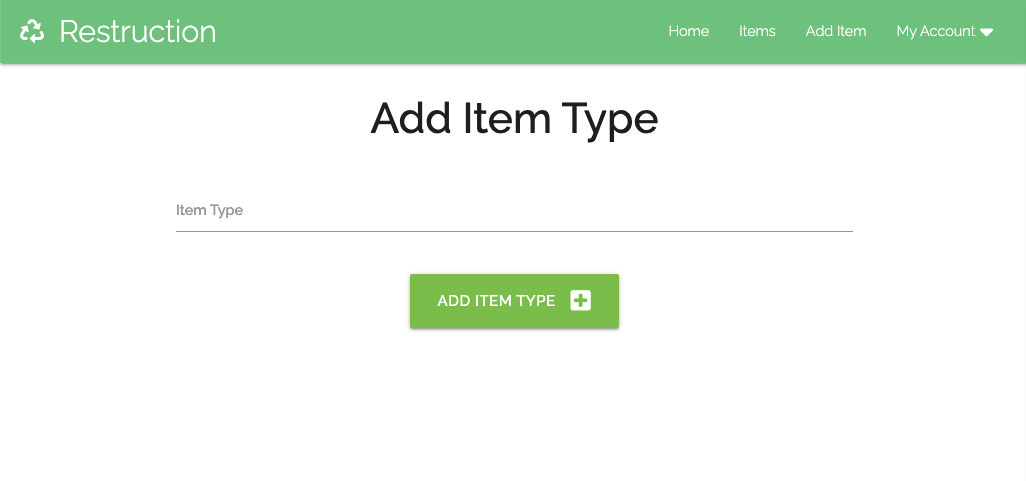 Restruction
Home Items Add Item My Account
Add Item Type
Item Type
ADD ITEM TYPE